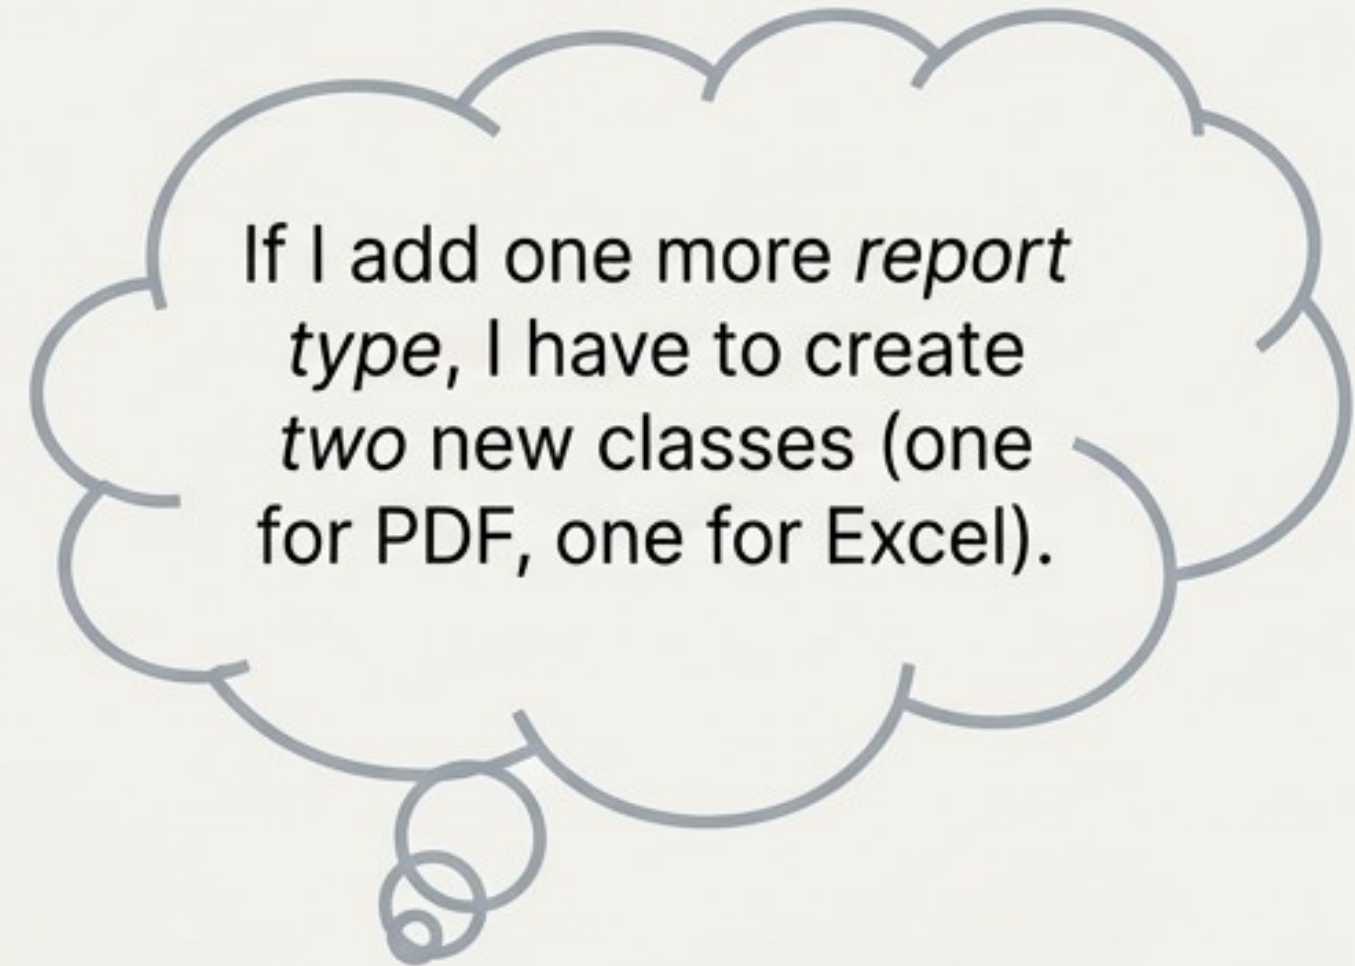 If I add one more report
type, I have to create
two new classes (one
for PDF, one for Excel).